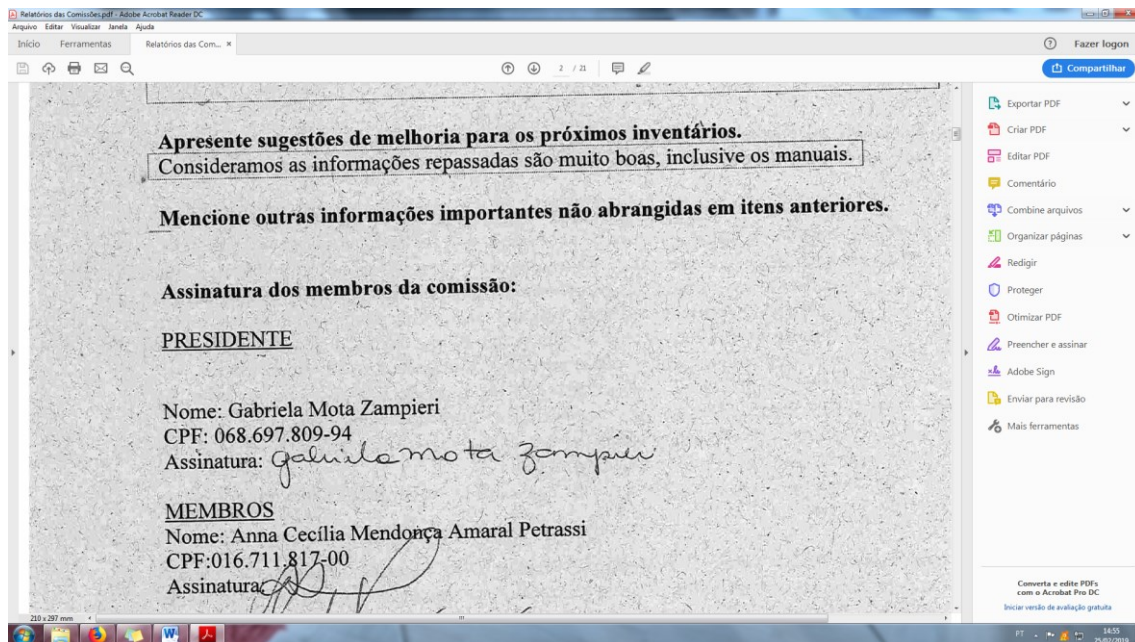 Relatórios das Comissões.pdf - Adobe Acrobat Reader DC
Arquivo Editar Visualizar Janela Ajuda
Início Ferramentas Relatórios das Com... × Fazer logon
2 / 21 Compartilhar
Apresente sugestões de melhoria para os próximos inventários.
Consideramos as informações repassadas são muito boas, inclusive os manuais.
Mencione outras informações importantes não abrangidas em itens anteriores.
Assinatura dos membros da comissão:
PRESIDENTE
Nome: Gabriela Mota Zampieri
CPF: 068.697.809-94
Assinatura: Gabriela mota Zampieri
MEMBROS
Nome: Anna Cecília Mendonça Amaral Petrassi
CPF:016.711.817-00
Assinatura:
210 x 297 mm
Exportar PDF
Criar PDF
Editar PDF
Comentário
Combine arquivos
Organizar páginas
Redigir
Proteger
Otimizar PDF
Preencher e assinar
Adobe Sign
Enviar para revisão
Mais ferramentas
Converta e edite PDFs
com o Acrobat Pro DC
Iniciar versão de avaliação gratuita
PT 14:55
25/02/2019